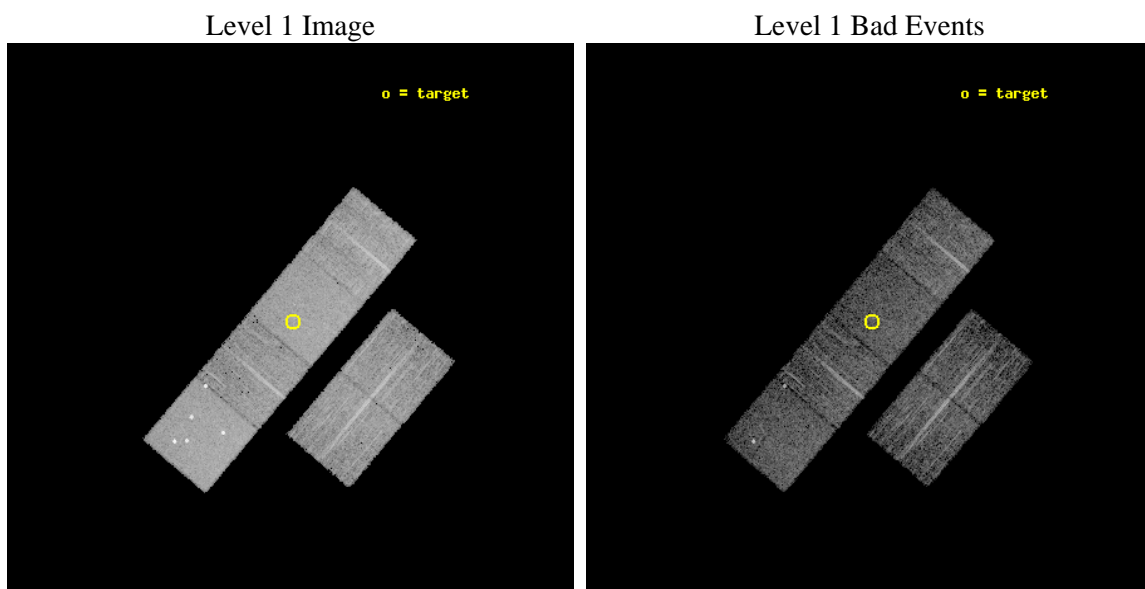 Level 1 Image
Level 1 Bad Events
o = target
o = target